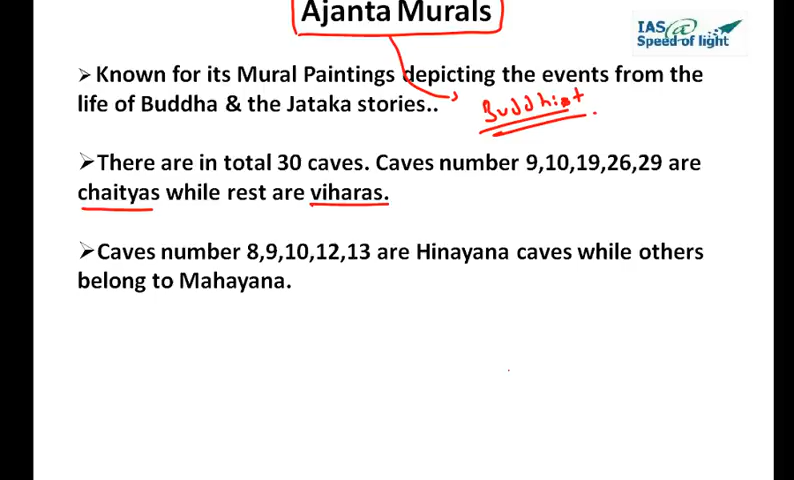 Ajanta Murals
IAS@
Speed of light
➤ Known for its Mural Paintings depicting the events from the
life of Buddha & the Jataka stories..
Buddhist
➤There are in total 30 caves. Caves number 9,10,19,26,29 are
chaityas while rest are viharas.
➤Caves number 8,9,10,12,13 are Hinayana caves while others
belong to Mahayana.